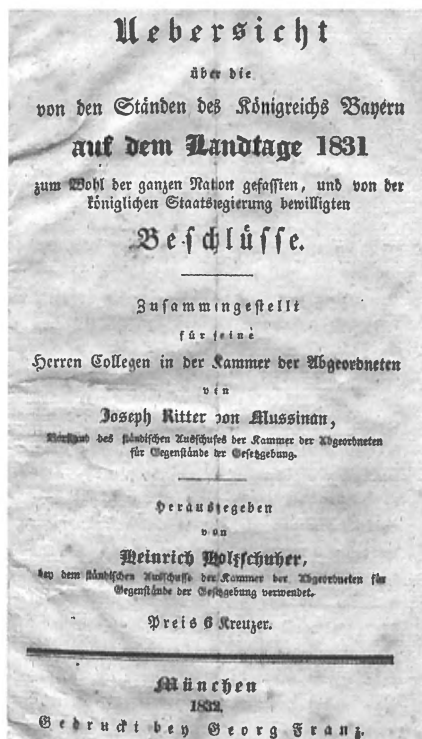 Uebersicht
über die
von den Ständen des Königreichs Bayern
auf dem Landtage 1831
zum Wohl der ganzen Nation gefassten, und von der
königlichen Staatsregierung bewilligten
Beschlüsse.
Zusammengestellt
für seine
Herren Collegen in der Kammer der Abgeordneten
von
Joseph Ritter von Mussinan,
Vorstand des ständischen Ausschußes der Kammer der Abgeordneten
für Gegenstände der Gesetzgebung.
Herausgegeben
von
Heinrich Holzschuher,
bey dem ständischen Ausschusse der Kammer der Abgeordneten für
Gegenstände der Gesetzgebung verwendet.
Preis 6 Kreuzer.
München
1832.
Gedruckt bey Georg Franz.